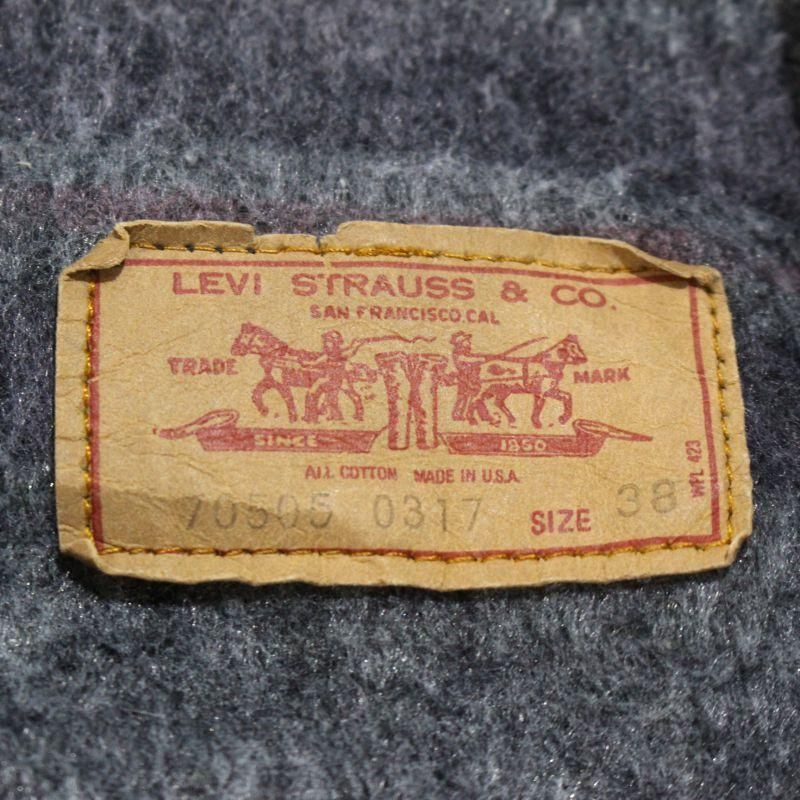 LEVI STRAUSS & CO.
SAN FRANCISCO, CAL
TRADE MARK
SINCE 1850
ALL COTTON MADE IN U.S.A.
70505 0317 SIZE 38
WPL 423